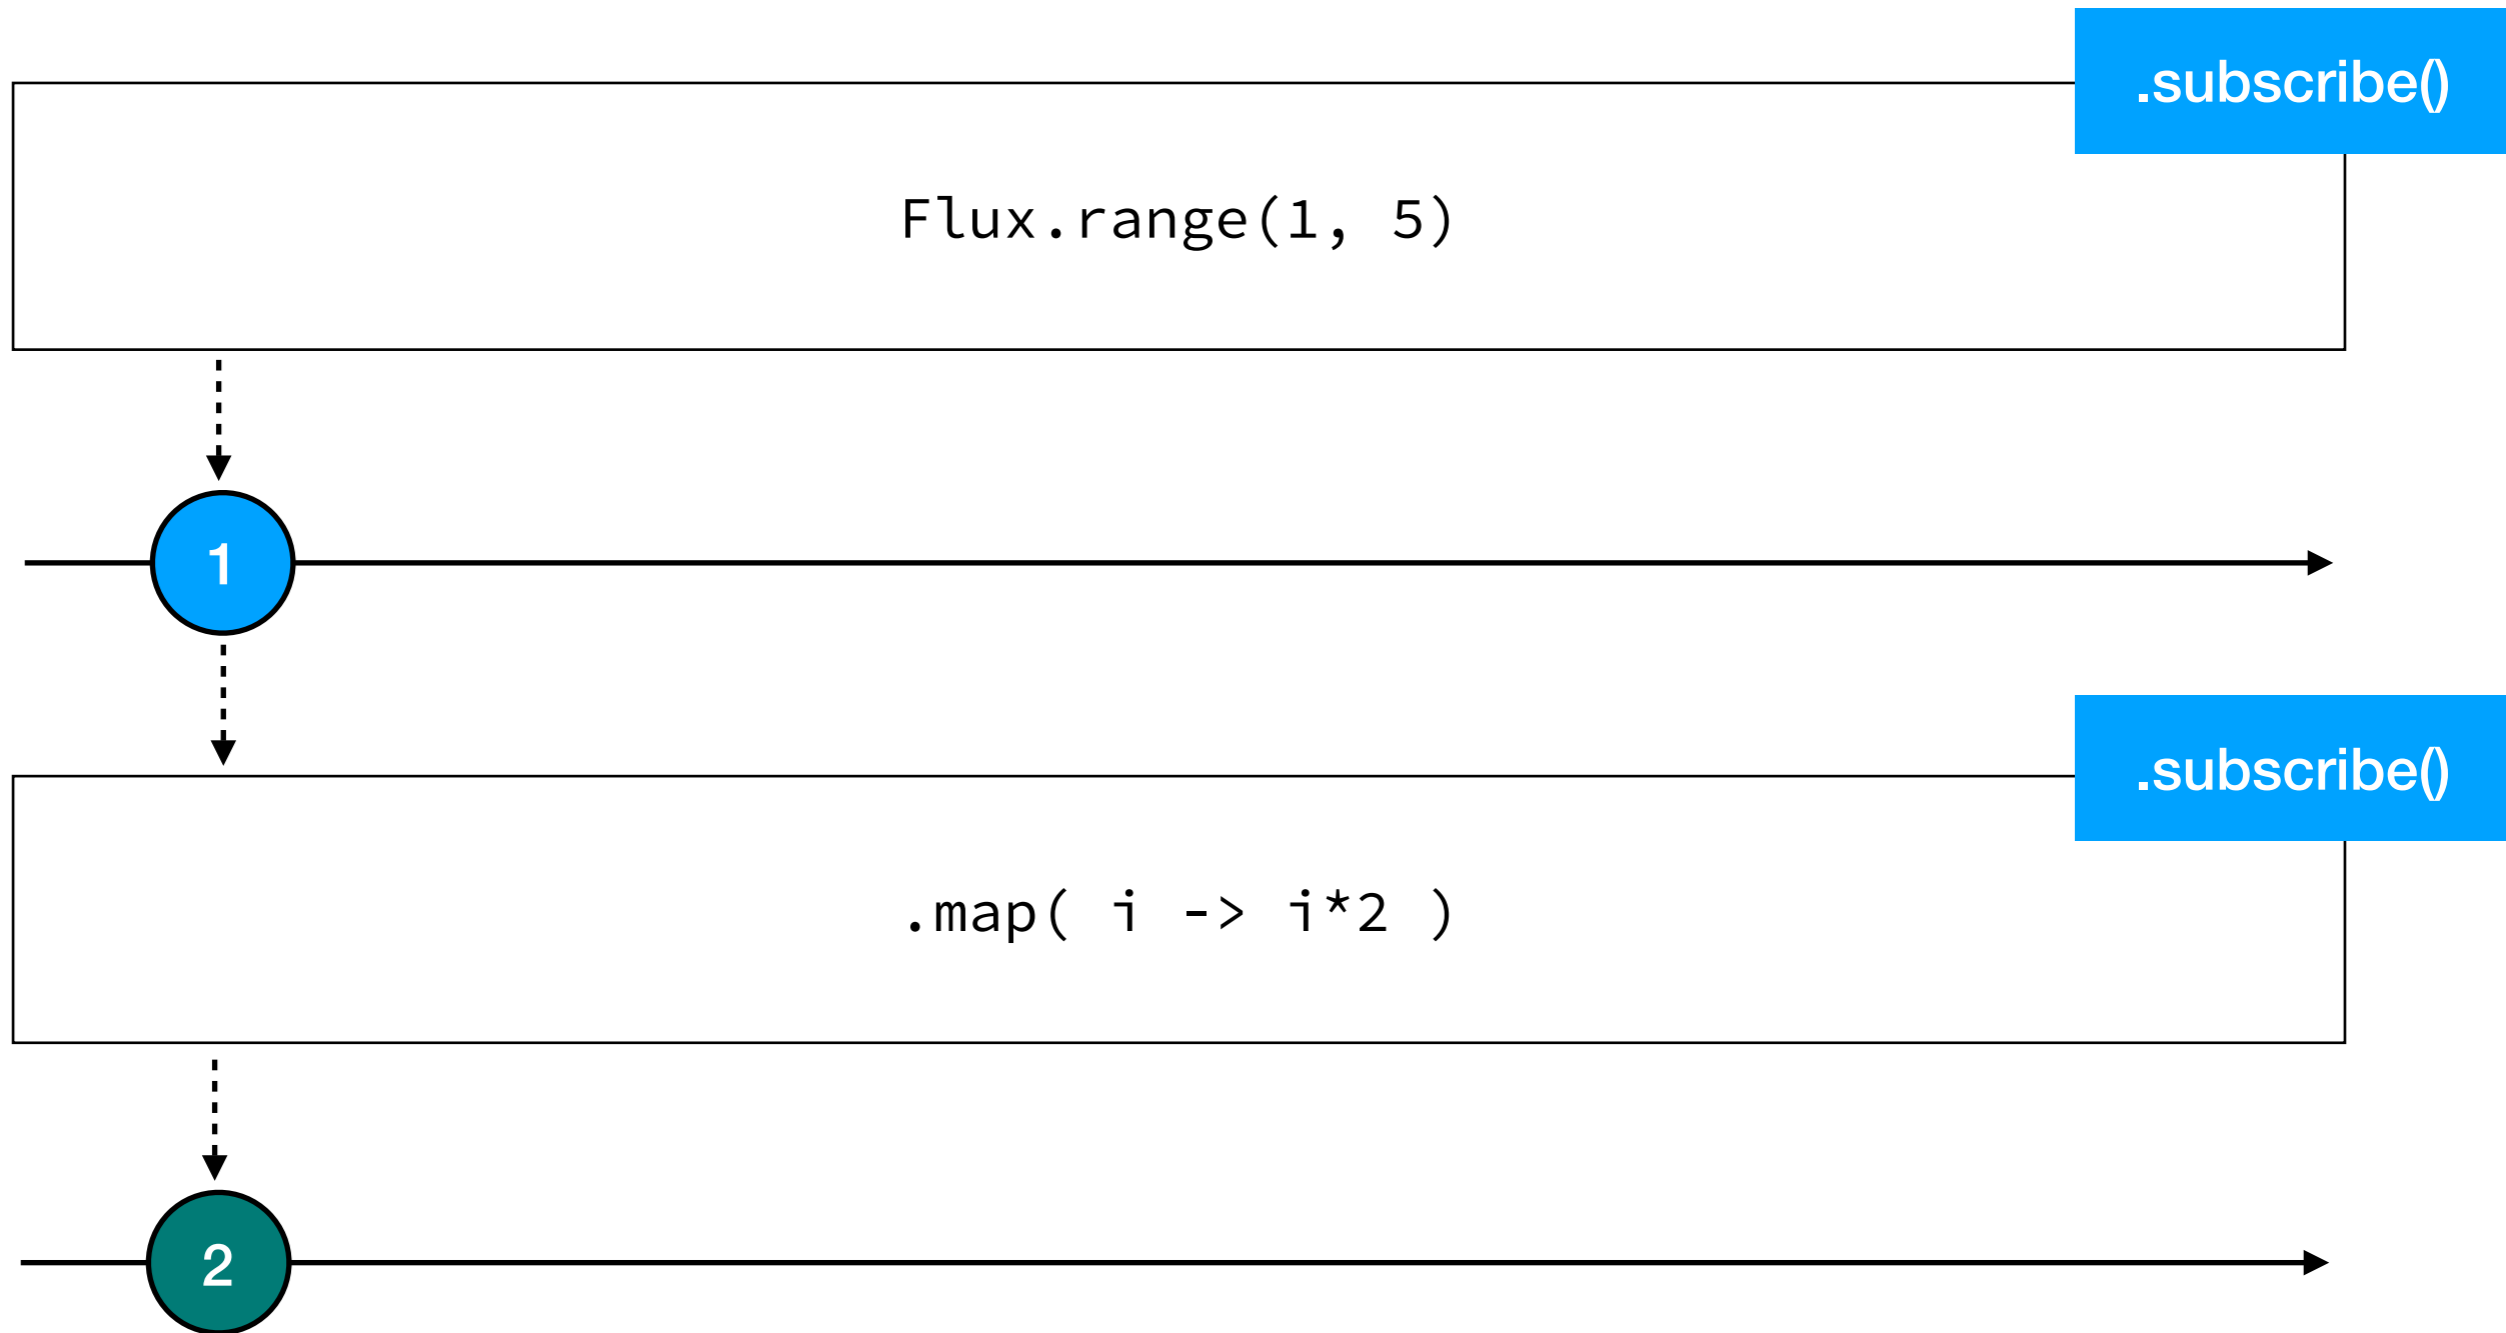 .subscribe()
Flux.range(1, 5)
1
.subscribe()
.map( i -> i*2 )
2